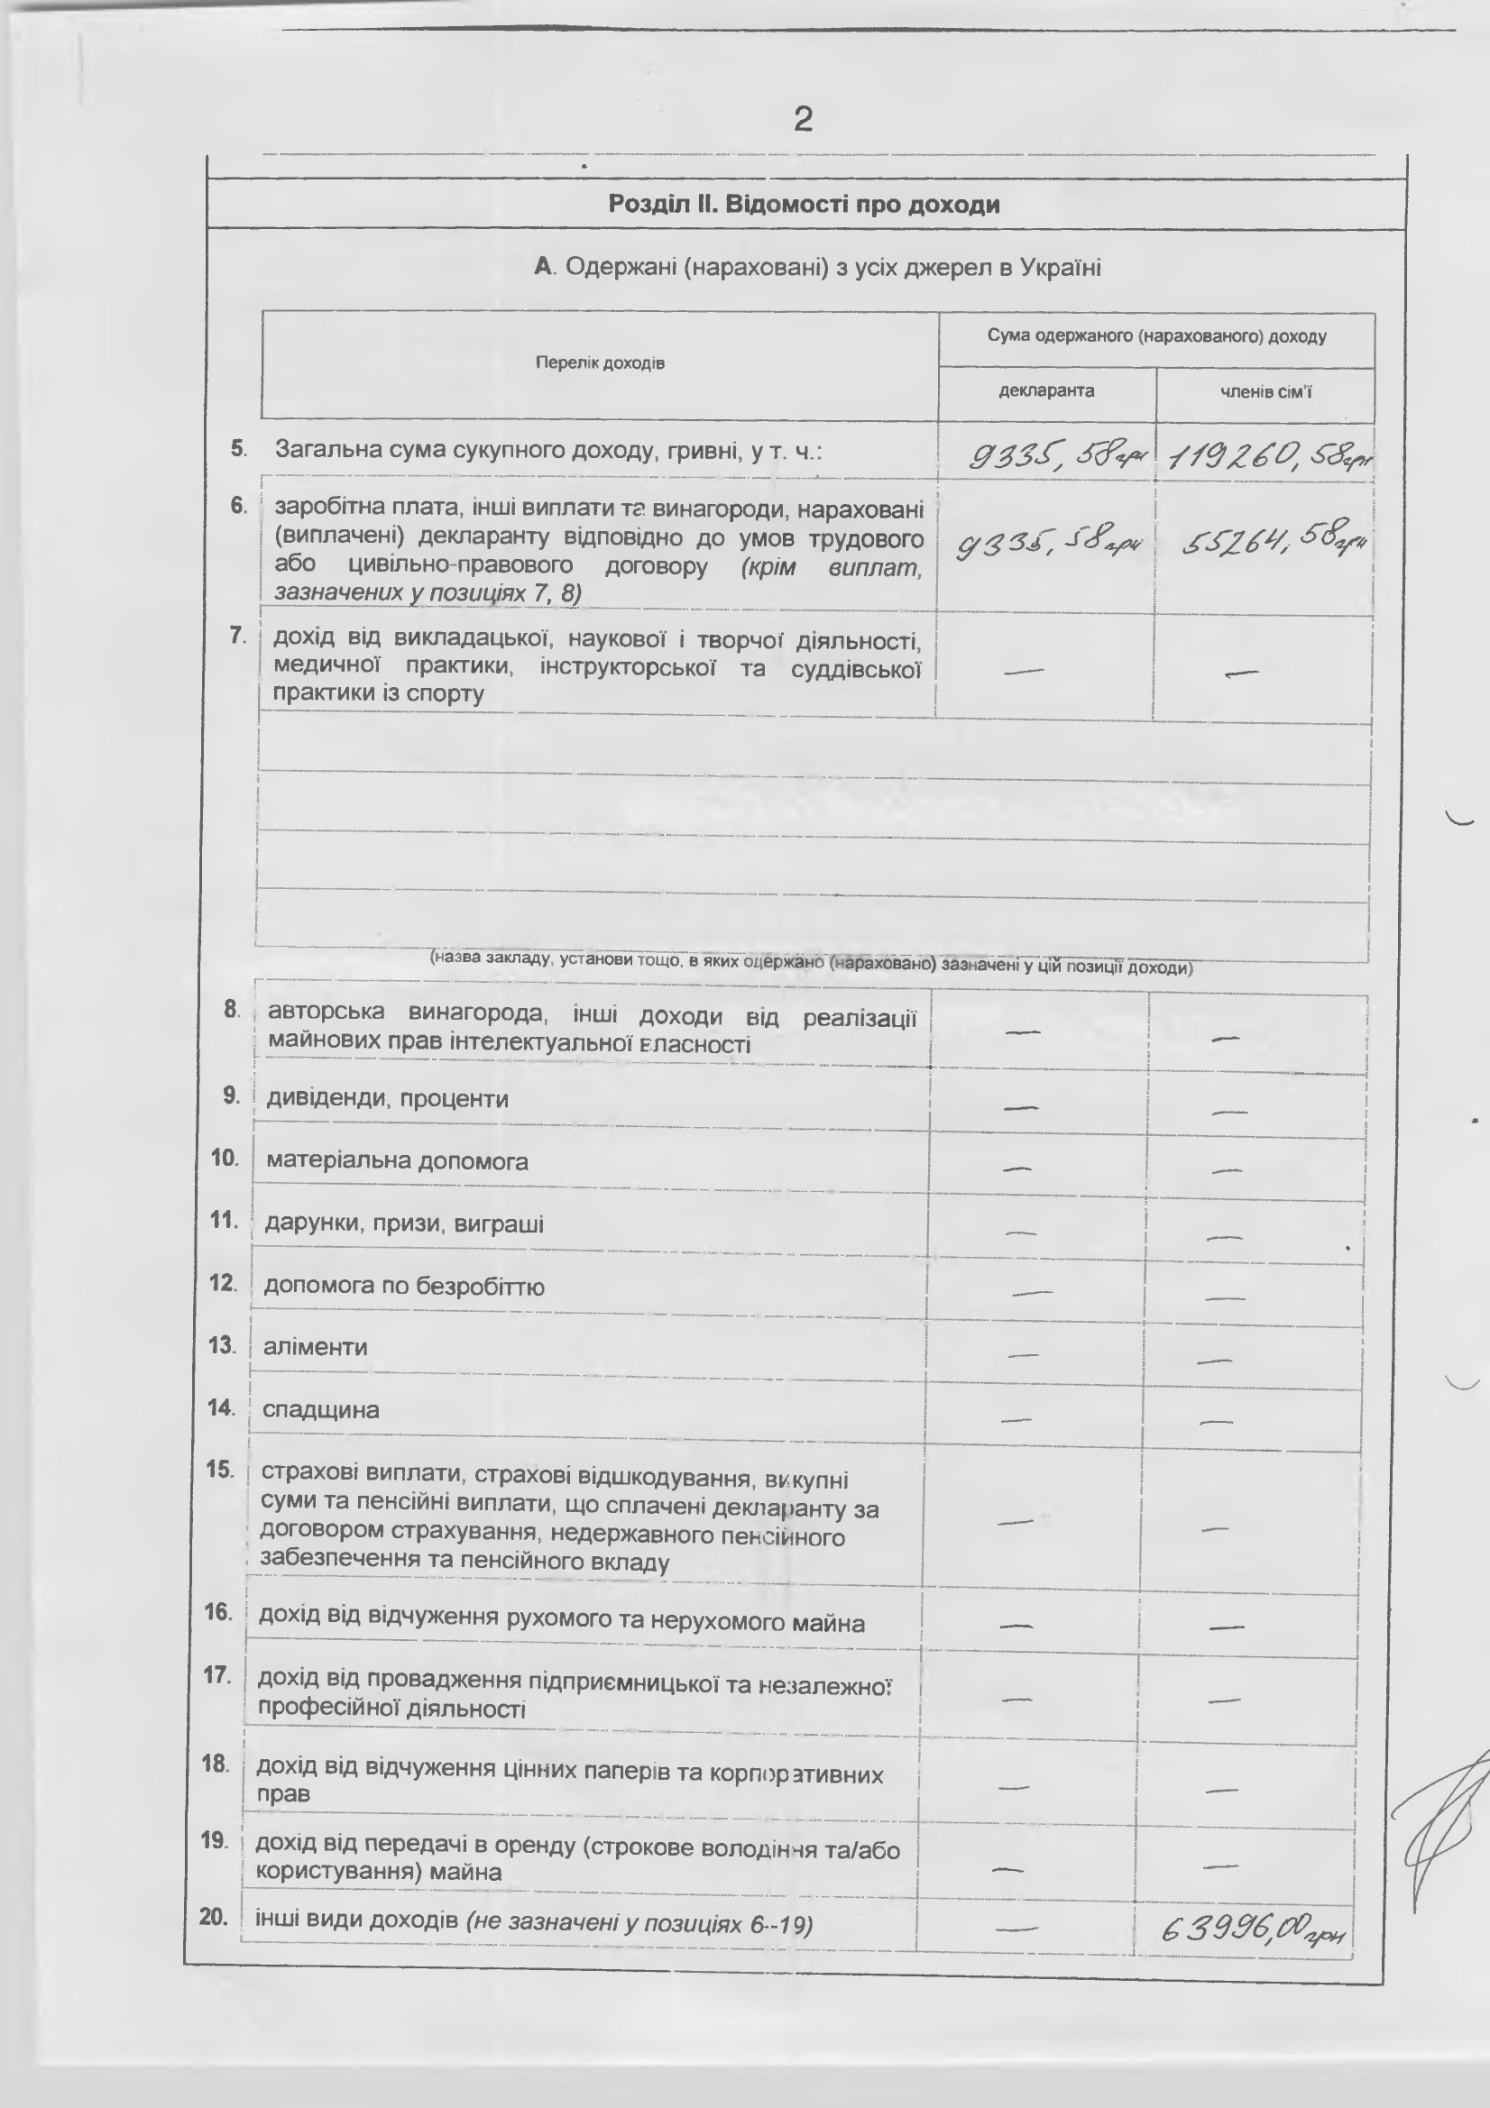 2
Розділ II. Відомості про доходи
А. Одержані (нараховані) з усіх джерел в Україні
Перелік доходів
Сума одержаного (нарахованого) доходу
декларанта
членів сім'ї
5. Загальна сума сукупного доходу, гривні, у т. ч.: 9335,58грн 119260,58грн
6. заробітна плата, інші виплати та винагороди, нараховані
(виплачені) декларанту відповідно до умов трудового
або цивільно-правового договору (крім виплат,
зазначених у позиціях 7, 8)
9335,58грн 55264,58грн
7. дохід від викладацької, наукової і творчої діяльності,
медичної практики, інструкторської та суддівської
практики із спорту
— —
(назва закладу, установи тощо, в яких одержано (нараховано) зазначені у цій позиції доходи)
8. авторська винагорода, інші доходи від реалізації
майнових прав інтелектуальної власності
— —
9. дивіденди, проценти — —
10. матеріальна допомога — —
11. дарунки, призи, виграші — —
12. допомога по безробіттю — —
13. аліменти — —
14. спадщина — —
15. страхові виплати, страхові відшкодування, викупні
суми та пенсійні виплати, що сплачені декларанту за
договором страхування, недержавного пенсійного
забезпечення та пенсійного вкладу
— —
16. дохід від відчуження рухомого та нерухомого майна — —
17. дохід від провадження підприємницької та незалежної
професійної діяльності
— —
18. дохід від відчуження цінних паперів та корпоративних
прав
— —
19. дохід від передачі в оренду (строкове володіння та/або
користування) майна
— —
20. інші види доходів (не зазначені у позиціях 6--19) — 63996,00грн